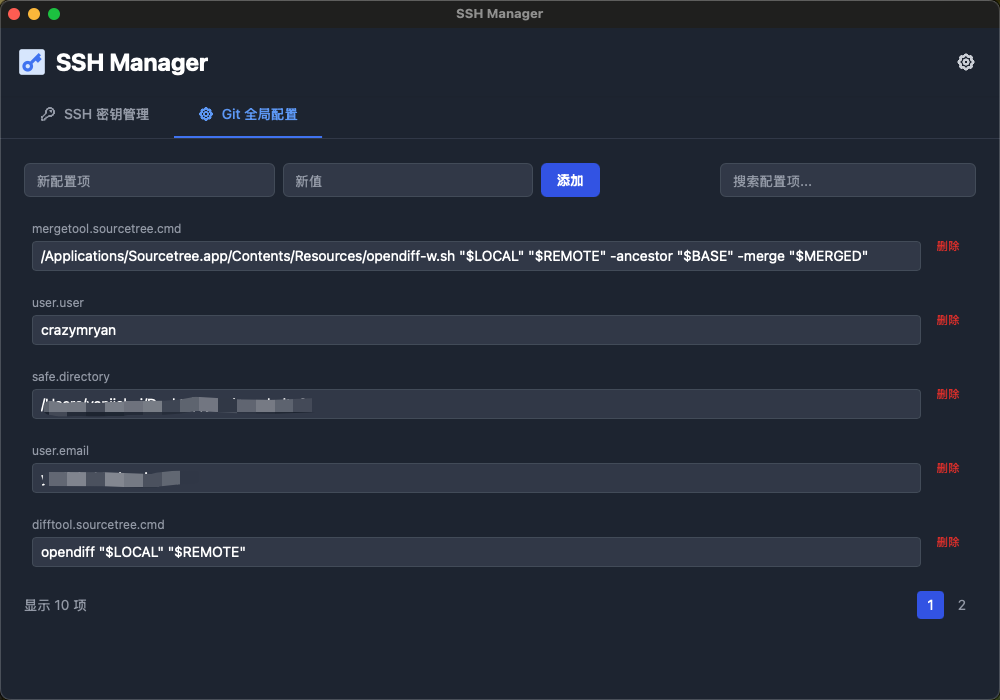 SSH Manager
SSH Manager
SSH 密钥管理
Git 全局配置
新配置项
新值
添加
搜索配置项...
mergetool.sourcetree.cmd
/Applications/Sourcetree.app/Contents/Resources/opendiff-w.sh "$LOCAL" "$REMOTE" -ancestor "$BASE" -merge "$MERGED"
删除
user.user
crazymryan
删除
safe.directory
删除
user.email
删除
difftool.sourcetree.cmd
opendiff "$LOCAL" "$REMOTE"
删除
显示 10 项
1
2